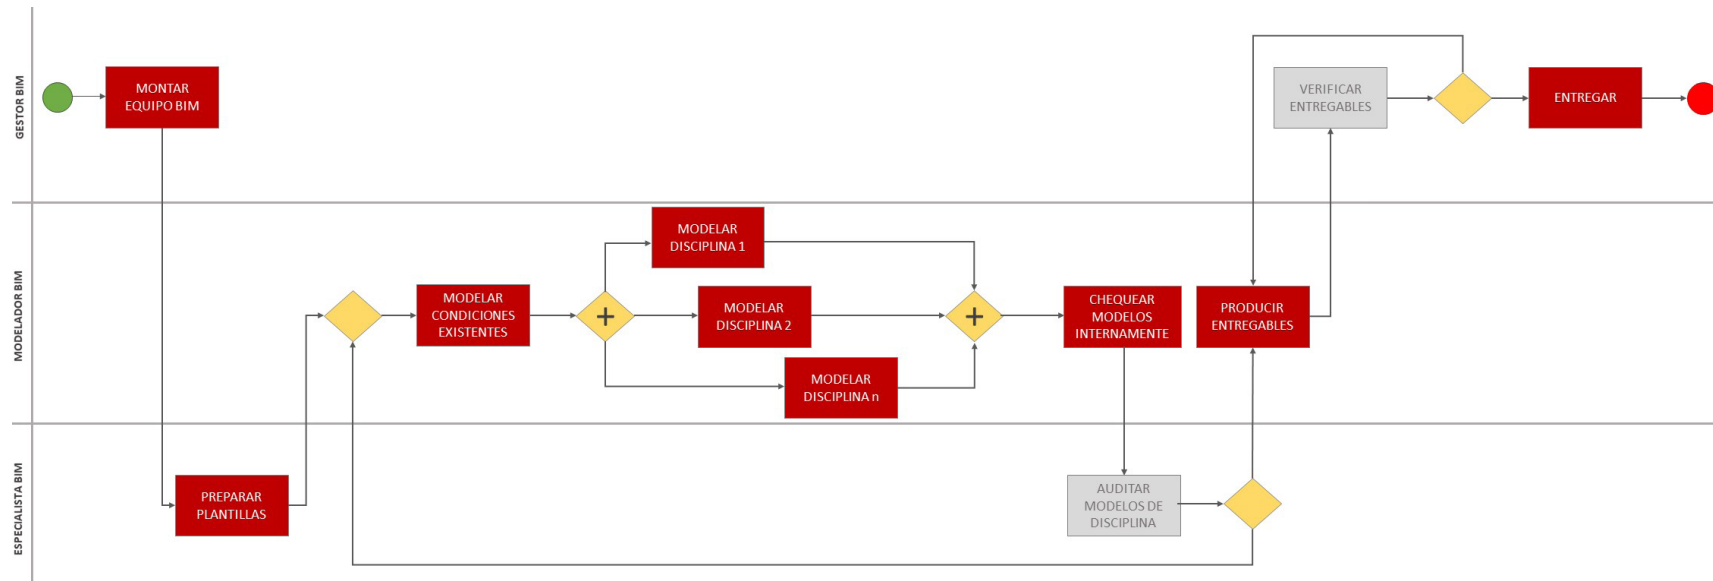 GESTOR BIM
MONTAR
EQUIPO BIM
VERIFICAR
ENTREGABLES
ENTREGAR
MODELADOR BIM
MODELAR
CONDICIONES
EXISTENTES
MODELAR
DISCIPLINA 1
MODELAR
DISCIPLINA 2
MODELAR
DISCIPLINA n
CHEQUEAR
MODELOS
INTERNAMENTE
PRODUCIR
ENTREGABLES
ESPECIALISTA BIM
PREPARAR
PLANTILLAS
AUDITAR
MODELOS DE
DISCIPLINA